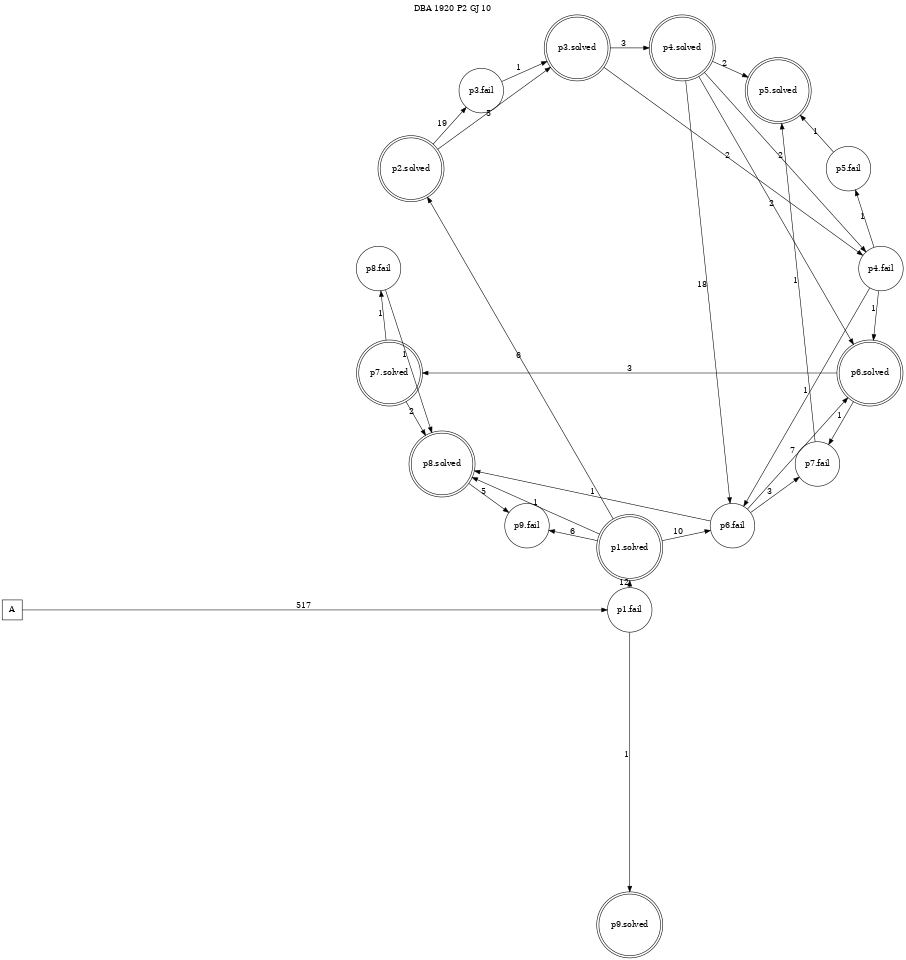 DBA 1920 P2 GJ 10
p3.solved
3
p4.solved
2
p5.solved
1
p3.fail
19
5
p2.solved
2
2
1
p5.fail
2
1
p8.fail
p4.fail
18
1
1
1
6
1
p7.solved
3
p6.solved
1
2
1
7
p8.solved
p7.fail
5
1
1
3
p9.fail
6
p1.solved
10
p6.fail
12
A
517
p1.fail
1
p9.solved